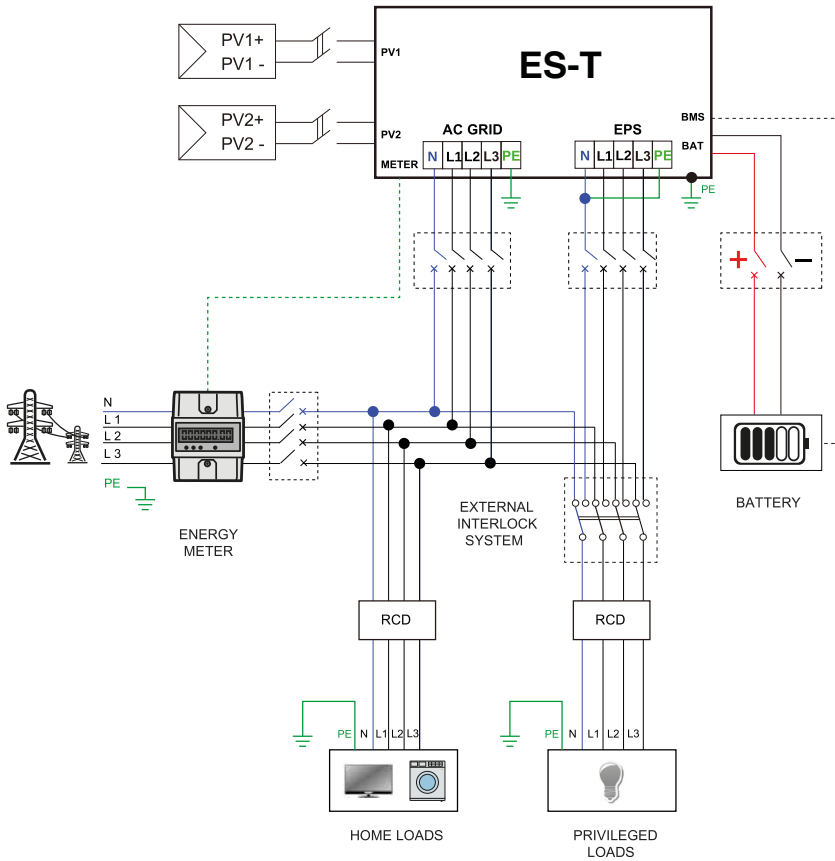 PV1+
PV1 -
PV1
ES-T
PV2+
PV2 -
PV2
METER
AC GRID
N L1 L2 L3 PE
EPS
N L1 L2 L3 PE
BMS
BAT
PE
+ −
N
L 1
L 2
L 3
PE
ENERGY
METER
EXTERNAL
INTERLOCK
SYSTEM
BATTERY
RCD
RCD
PE N L1 L2 L3
PE N L1 L2 L3
HOME LOADS
PRIVILEGED
LOADS